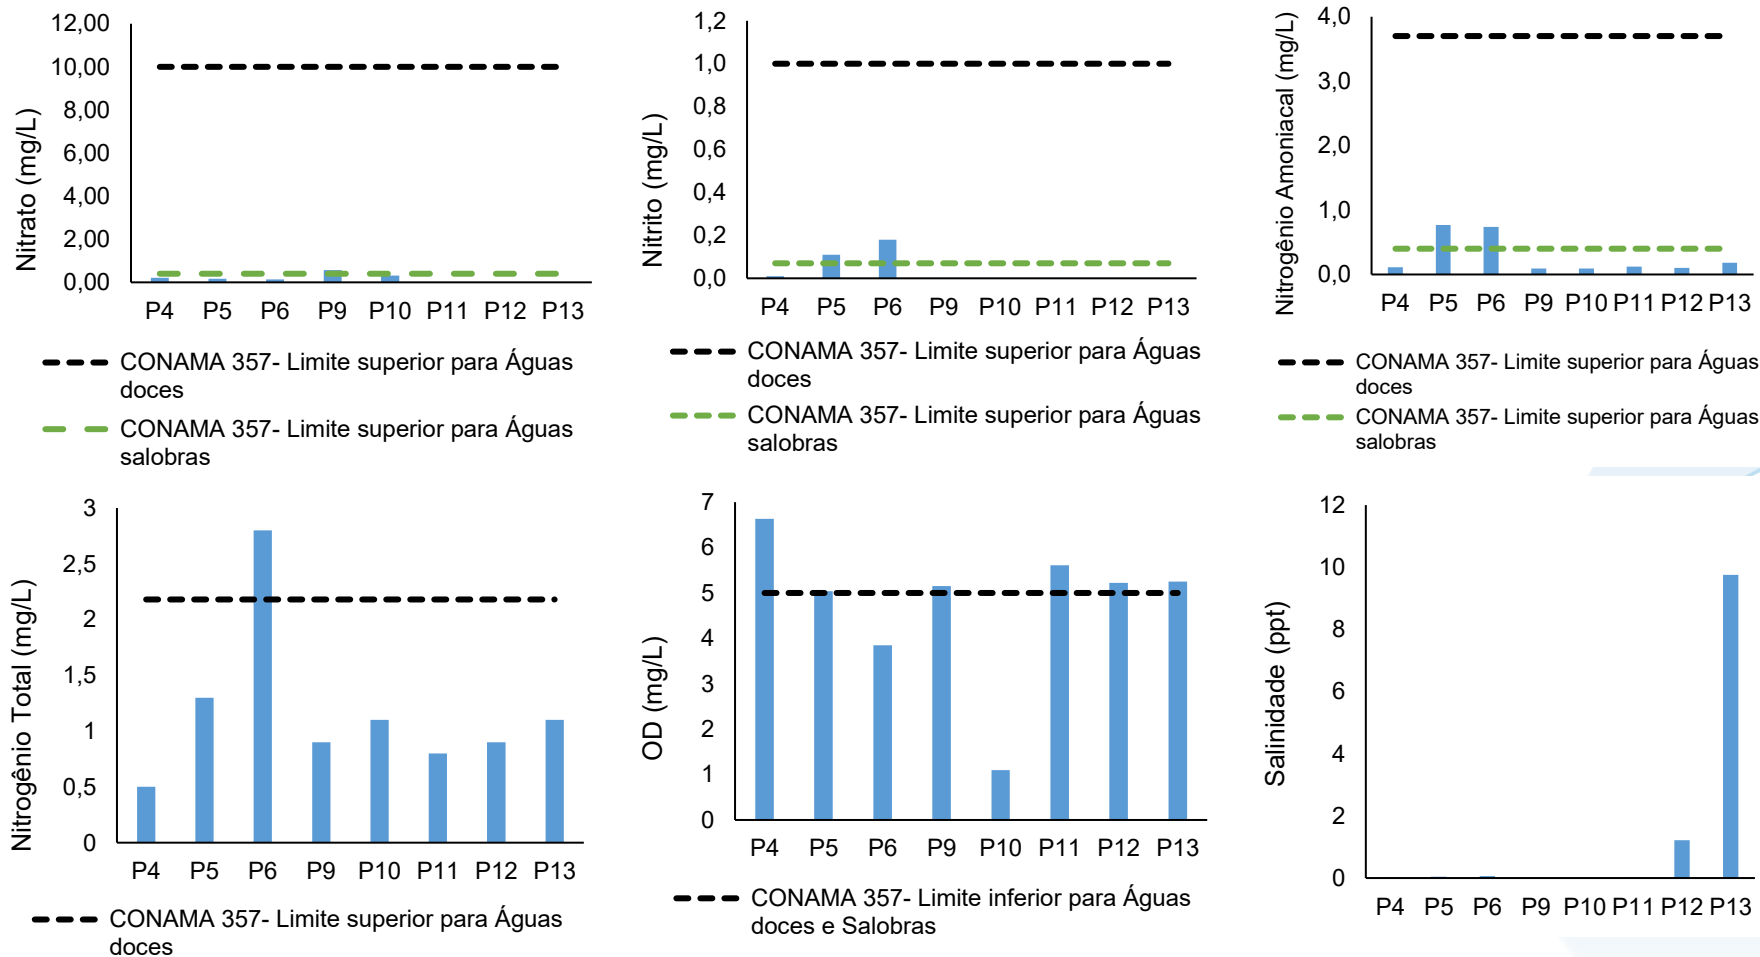 Nitrato (mg/L)
12,00
10,00
8,00
6,00
4,00
2,00
0,00
P4 P5 P6 P9 P10 P11 P12 P13
CONAMA 357- Limite superior para Águas
doces
CONAMA 357- Limite superior para Águas
salobras
Nitrito (mg/L)
1,2
1,0
0,8
0,6
0,4
0,2
0,0
P4 P5 P6 P9 P10 P11 P12 P13
CONAMA 357- Limite superior para Águas
doces
CONAMA 357- Limite superior para Águas
salobras
Nitrogênio Amoniacal (mg/L)
4,0
3,0
2,0
1,0
0,0
P4 P5 P6 P9 P10 P11 P12 P13
CONAMA 357- Limite superior para Águas
doces
CONAMA 357- Limite superior para Águas
salobras
Nitrogênio Total (mg/L)
3
2,5
2
1,5
1
0,5
0
P4 P5 P6 P9 P10 P11 P12 P13
CONAMA 357- Limite superior para Águas
doces
OD (mg/L)
7
6
5
4
3
2
1
0
P4 P5 P6 P9 P10 P11 P12 P13
CONAMA 357- Limite inferior para Águas
doces e Salobras
Salinidade (ppt)
12
10
8
6
4
2
0
P4 P5 P6 P9 P10 P11 P12 P13